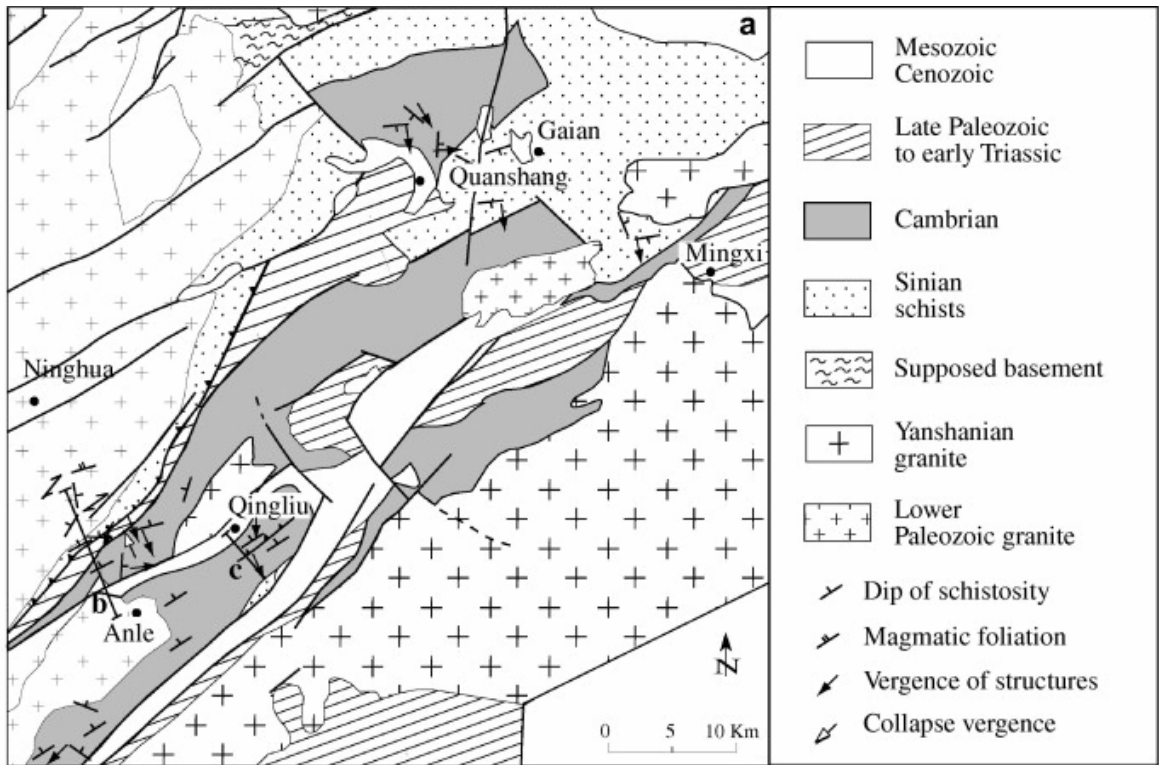 a
Gaian
Quanshang
Mingxi
Ninghua
Qingliu
c
b
Anle
N
0 5 10 Km
Mesozoic
Cenozoic
Late Paleozoic
to early Triassic
Cambrian
Sinian
schists
Supposed basement
Yanshanian
granite
Lower
Paleozoic granite
Dip of schistosity
Magmatic foliation
Vergence of structures
Collapse vergence